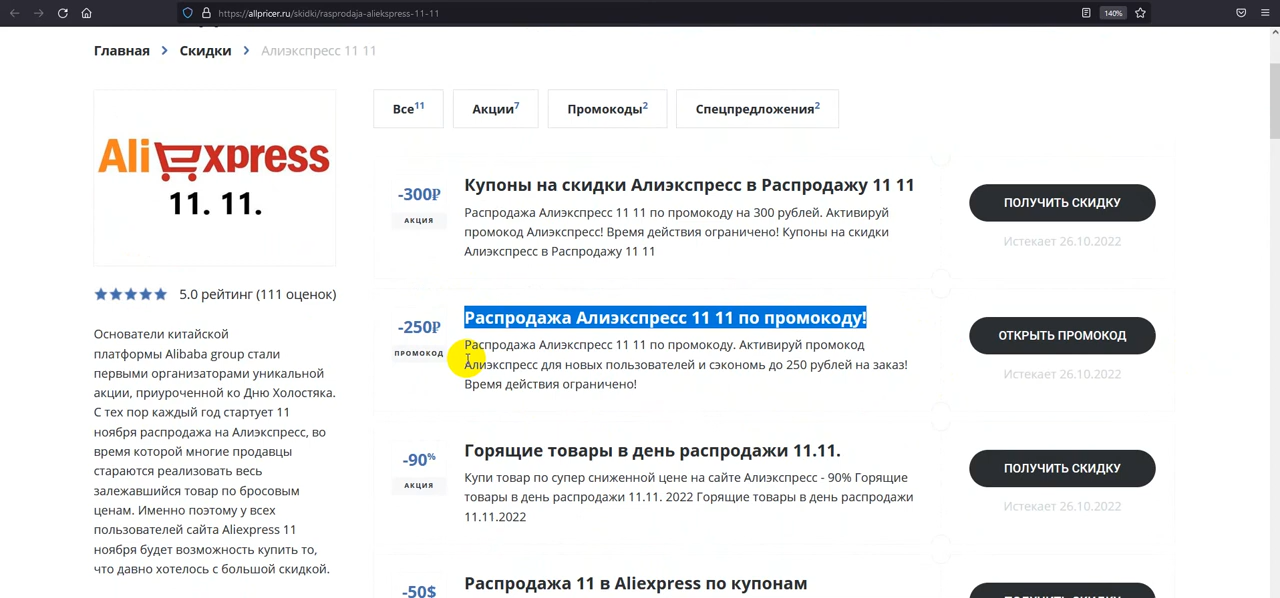 https://allpricer.ru/skidki/rasprodaja-aliekspress-11-11
140%
Главная > Скидки > Алиэкспресс 11 11
AliExpress
11. 11.
5.0 рейтинг (111 оценок)
Основатели китайской
платформы Alibaba group стали
первыми организаторами уникальной
акции, приуроченной ко Дню Холостяка.
С тех пор каждый год стартует 11
ноября распродажа на Алиэкспресс, во
время которой многие продавцы
стараются реализовать весь
залежавшийся товар по бросовым
ценам. Именно поэтому у всех
пользователей сайта Aliexpress 11
ноября будет возможность купить то,
что давно хотелось с большой скидкой.
Все11 Акции7 Промокоды2 Спецпредложения2
-300₽
АКЦИЯ
Купоны на скидки Алиэкспресс в Распродажу 11 11
Распродажа Алиэкспресс 11 11 по промокоду на 300 рублей. Активируй
промокод Алиэкспресс! Время действия ограничено! Купоны на скидки
Алиэкспресс в Распродажу 11 11
ПОЛУЧИТЬ СКИДКУ
Истекает 26.10.2022
-250₽
ПРОМОКОД
Распродажа Алиэкспресс 11 11 по промокоду!
Распродажа Алиэкспресс 11 11 по промокоду. Активируй промокод
Алиэкспресс для новых пользователей и сэкономь до 250 рублей на заказ!
Время действия ограничено!
ОТКРЫТЬ ПРОМОКОД
Истекает 26.10.2022
-90%
АКЦИЯ
Горящие товары в день распродажи 11.11.
Купи товар по супер сниженной цене на сайте Алиэкспресс - 90% Горящие
товары в день распродажи 11.11. 2022 Горящие товары в день распродажи
11.11.2022
ПОЛУЧИТЬ СКИДКУ
Истекает 26.10.2022
-50$
Распродажа 11 в Aliexpress по купонам